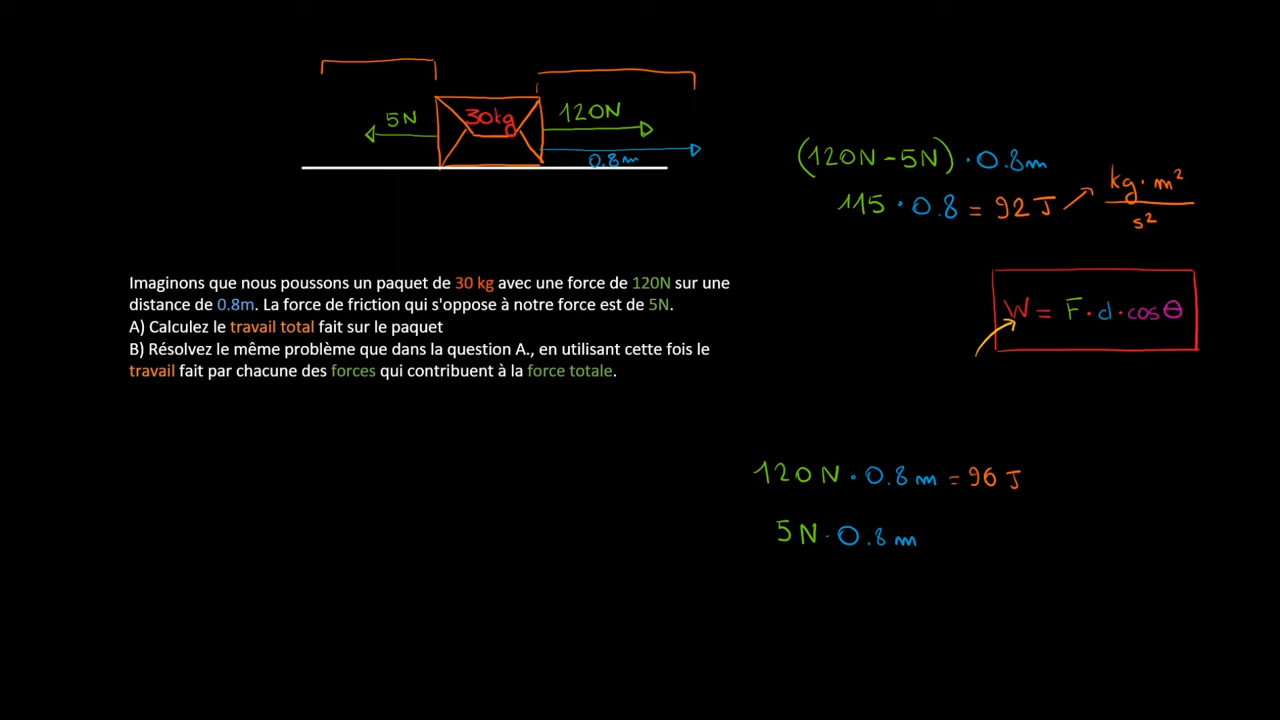 5N
30kg
120N
0.8m
(120N - 5N) · 0.8m
115 · 0.8 = 92 J
kg · m²
s²
Imaginons que nous poussons un paquet de 30 kg avec une force de 120N sur une
distance de 0.8m. La force de friction qui s'oppose à notre force est de 5N.
A) Calculez le travail total fait sur le paquet
B) Résolvez le même problème que dans la question A., en utilisant cette fois le
travail fait par chacune des forces qui contribuent à la force totale.
W = F · d · cosθ
120N · 0.8m = 96 J
5N · 0.8m